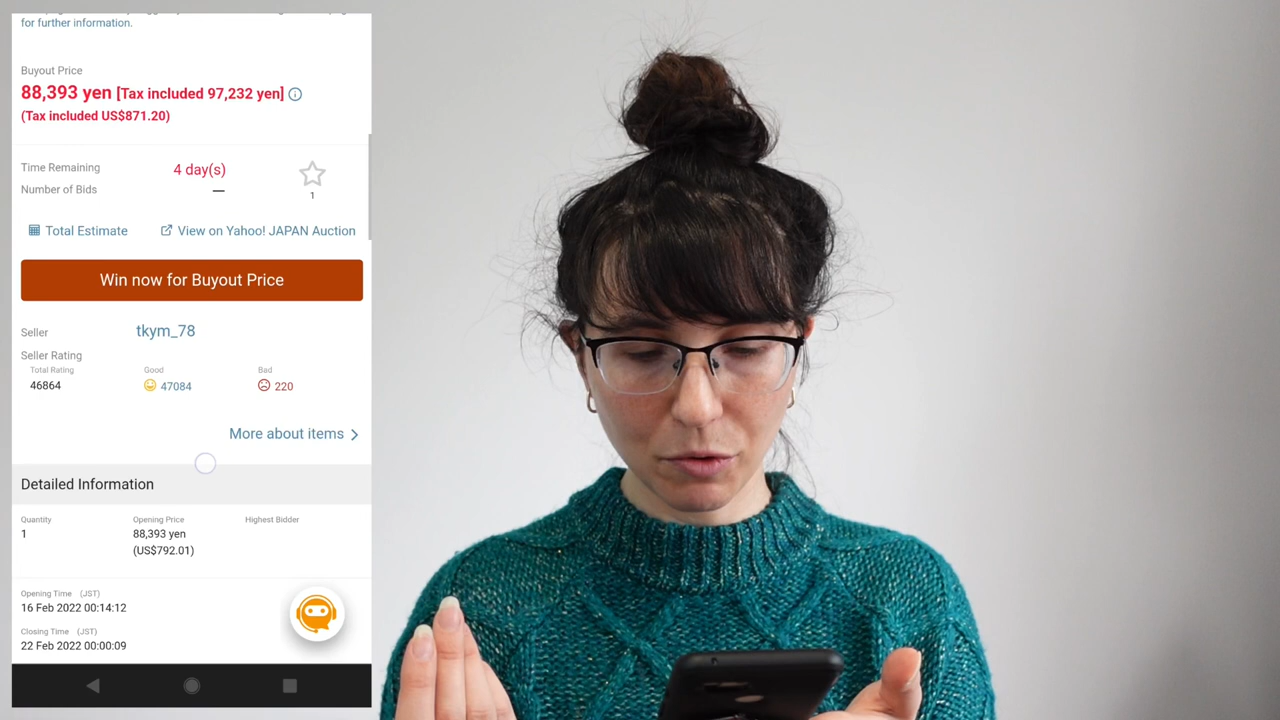 for further information.
Buyout Price
88,393 yen [Tax included 97,232 yen]
(Tax included US$871.20)
Time Remaining 4 day(s)
Number of Bids —
1
Total Estimate View on Yahoo! JAPAN Auction
Win now for Buyout Price
Seller tkym_78
Seller Rating
Total Rating Good Bad
46864 47084 220
More about items
Detailed Information
Quantity Opening Price Highest Bidder
1 88,393 yen
(US$792.01)
Opening Time (JST)
16 Feb 2022 00:14:12
Closing Time (JST)
22 Feb 2022 00:00:09